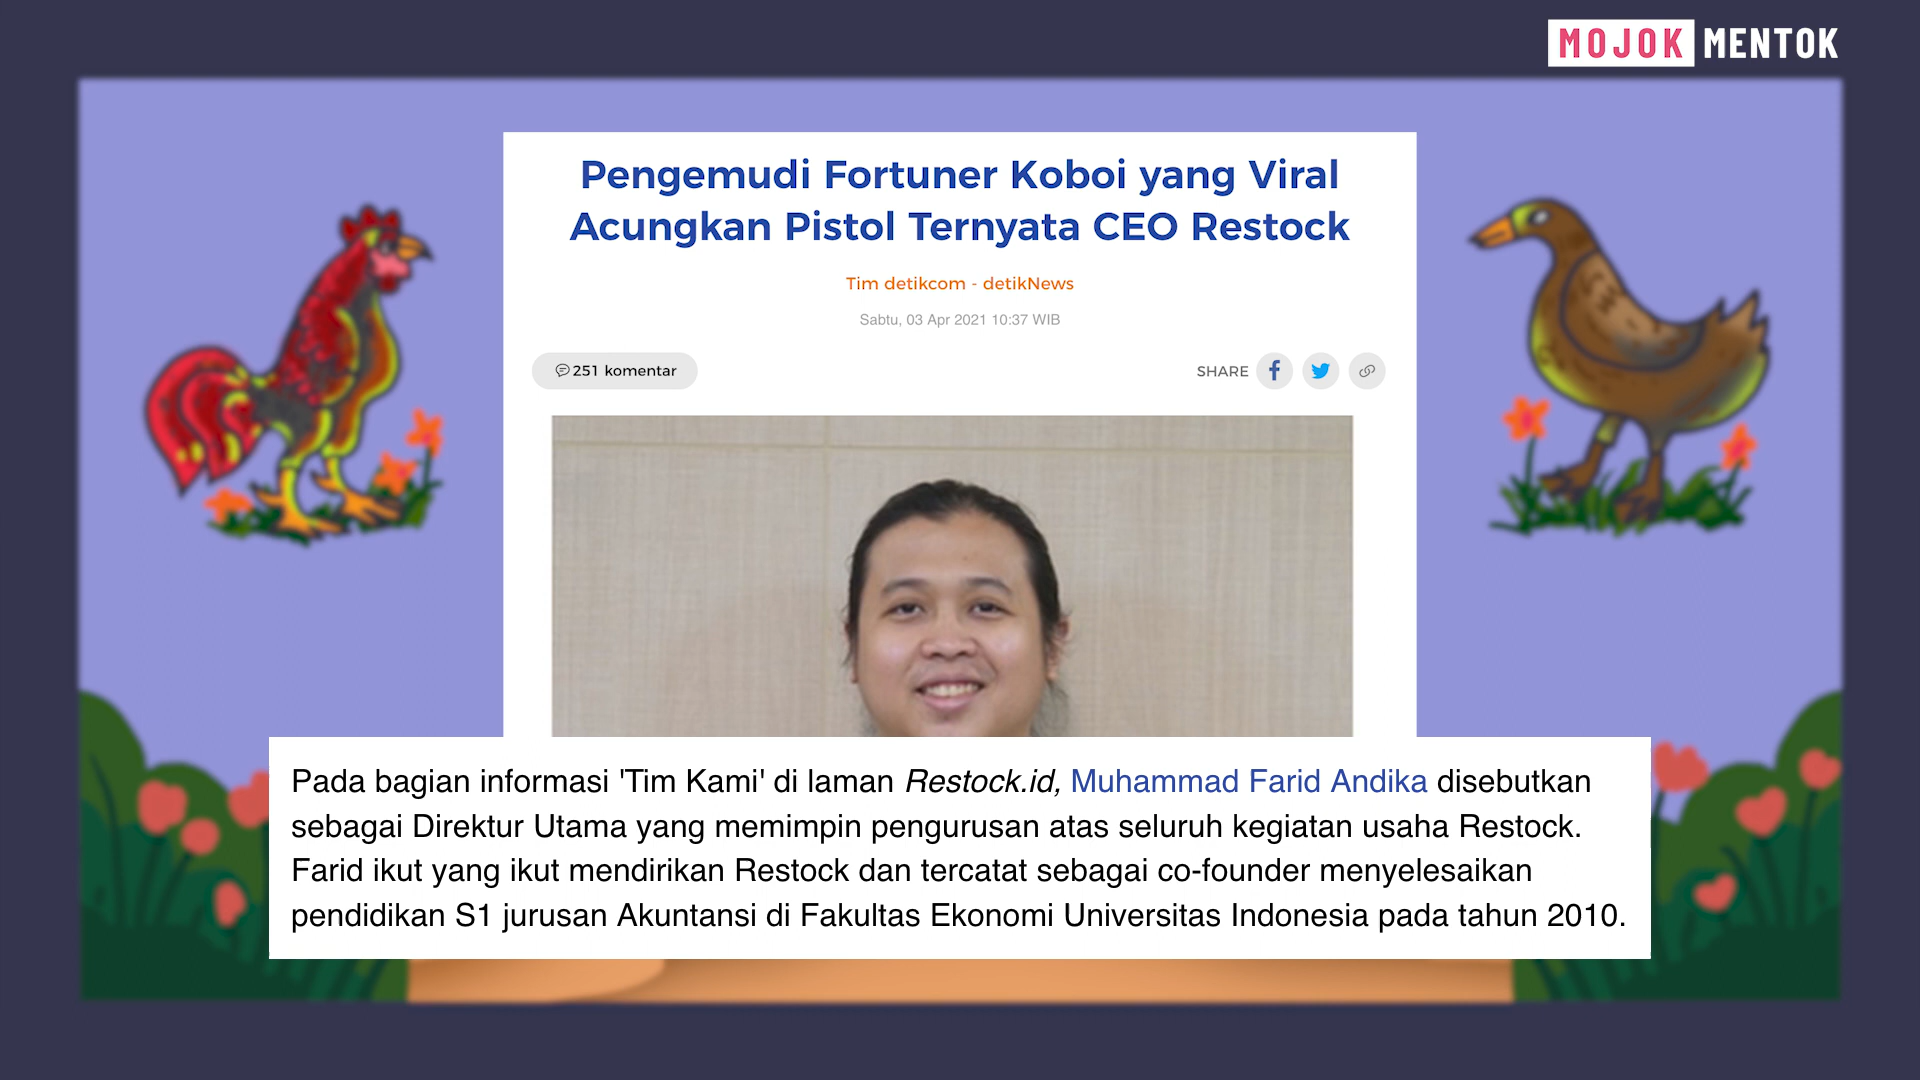 MOJOK MENTOK
Pengemudi Fortuner Koboi yang Viral
Acungkan Pistol Ternyata CEO Restock
Tim detikcom - detikNews
Sabtu, 03 Apr 2021 10:37 WIB
251 komentar
SHARE
Pada bagian informasi 'Tim Kami' di laman Restock.id, Muhammad Farid Andika disebutkan
sebagai Direktur Utama yang memimpin pengurusan atas seluruh kegiatan usaha Restock.
Farid ikut yang ikut mendirikan Restock dan tercatat sebagai co-founder menyelesaikan
pendidikan S1 jurusan Akuntansi di Fakultas Ekonomi Universitas Indonesia pada tahun 2010.